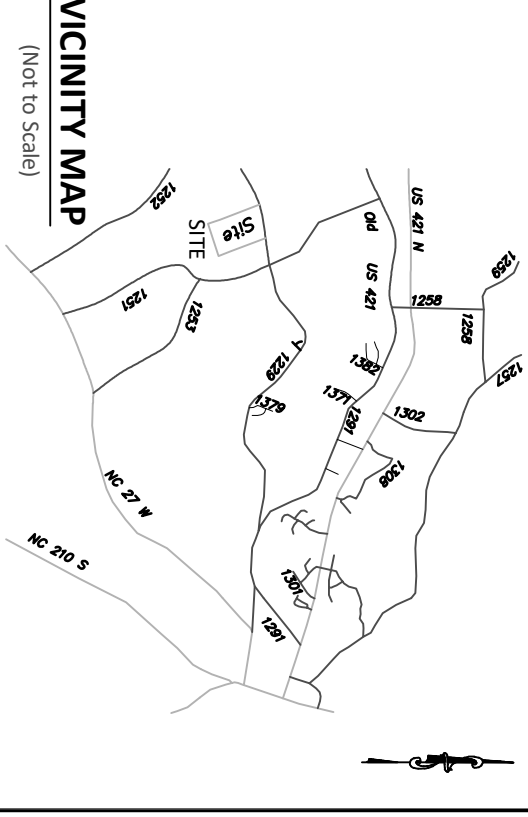 VICINITY MAP
(Not to Scale)
1252
Site
SITE
1251
1253
US 421 N
Old US 421
1258
1258
1259
1257
1382
1371
1291
1302
1308
1229
1379
NC 27 W
NC 210 S
1301
1291